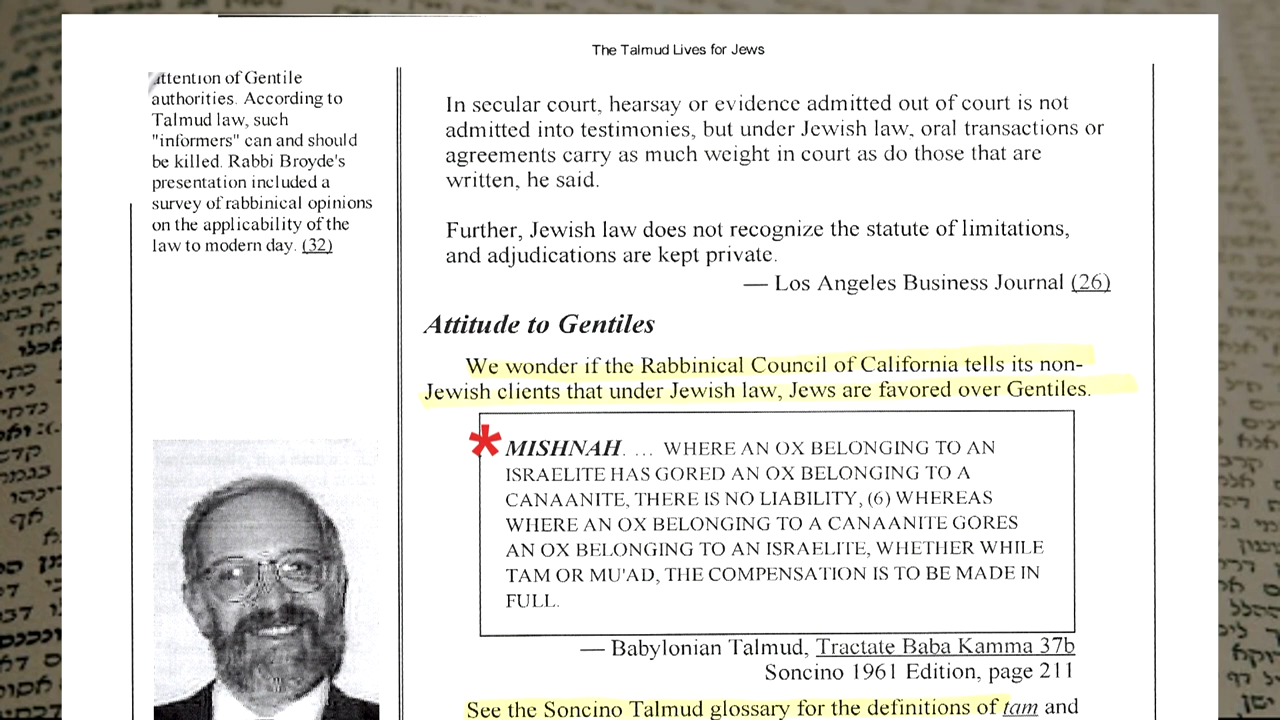 The Talmud Lives for Jews
attention of Gentile
authorities. According to
Talmud law, such
"informers" can and should
be killed. Rabbi Broyde's
presentation included a
survey of rabbinical opinions
on the applicability of the
law to modern day. (32)
In secular court, hearsay or evidence admitted out of court is not
admitted into testimonies, but under Jewish law, oral transactions or
agreements carry as much weight in court as do those that are
written, he said.
Further, Jewish law does not recognize the statute of limitations,
and adjudications are kept private.
— Los Angeles Business Journal (26)
Attitude to Gentiles
We wonder if the Rabbinical Council of California tells its non-
Jewish clients that under Jewish law, Jews are favored over Gentiles.
* MISHNAH. ... WHERE AN OX BELONGING TO AN
ISRAELITE HAS GORED AN OX BELONGING TO A
CANAANITE, THERE IS NO LIABILITY, (6) WHEREAS
WHERE AN OX BELONGING TO A CANAANITE GORES
AN OX BELONGING TO AN ISRAELITE, WHETHER WHILE
TAM OR MU'AD, THE COMPENSATION IS TO BE MADE IN
FULL.
— Babylonian Talmud, Tractate Baba Kamma 37b
Soncino 1961 Edition, page 211
See the Soncino Talmud glossary for the definitions of tam and